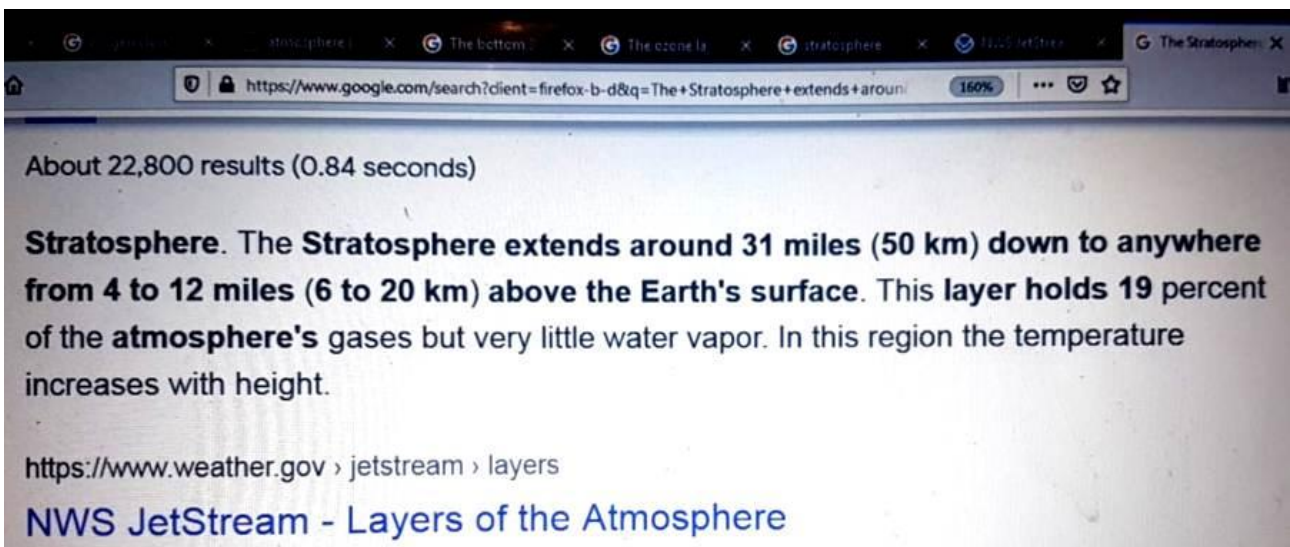 The bottom
The ozone la
stratosphere
G The Stratospher
https://www.google.com/search?client=firefox-b-d&q=The+Stratosphere+extends+aroun
160%
About 22,800 results (0.84 seconds)
Stratosphere. The Stratosphere extends around 31 miles (50 km) down to anywhere
from 4 to 12 miles (6 to 20 km) above the Earth's surface. This layer holds 19 percent
of the atmosphere's gases but very little water vapor. In this region the temperature
increases with height.
https://www.weather.gov › jetstream › layers
NWS JetStream - Layers of the Atmosphere